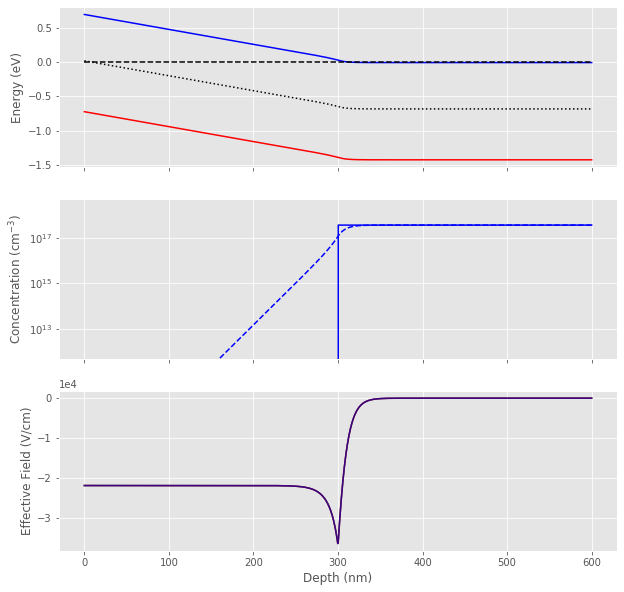 Energy (eV)
0.5
0.0
−0.5
−1.0
−1.5
Concentration (cm⁻³)
10¹⁷
10¹⁵
10¹³
1e4
Effective Field (V/cm)
0
−1
−2
−3
0 100 200 300 400 500 600
Depth (nm)